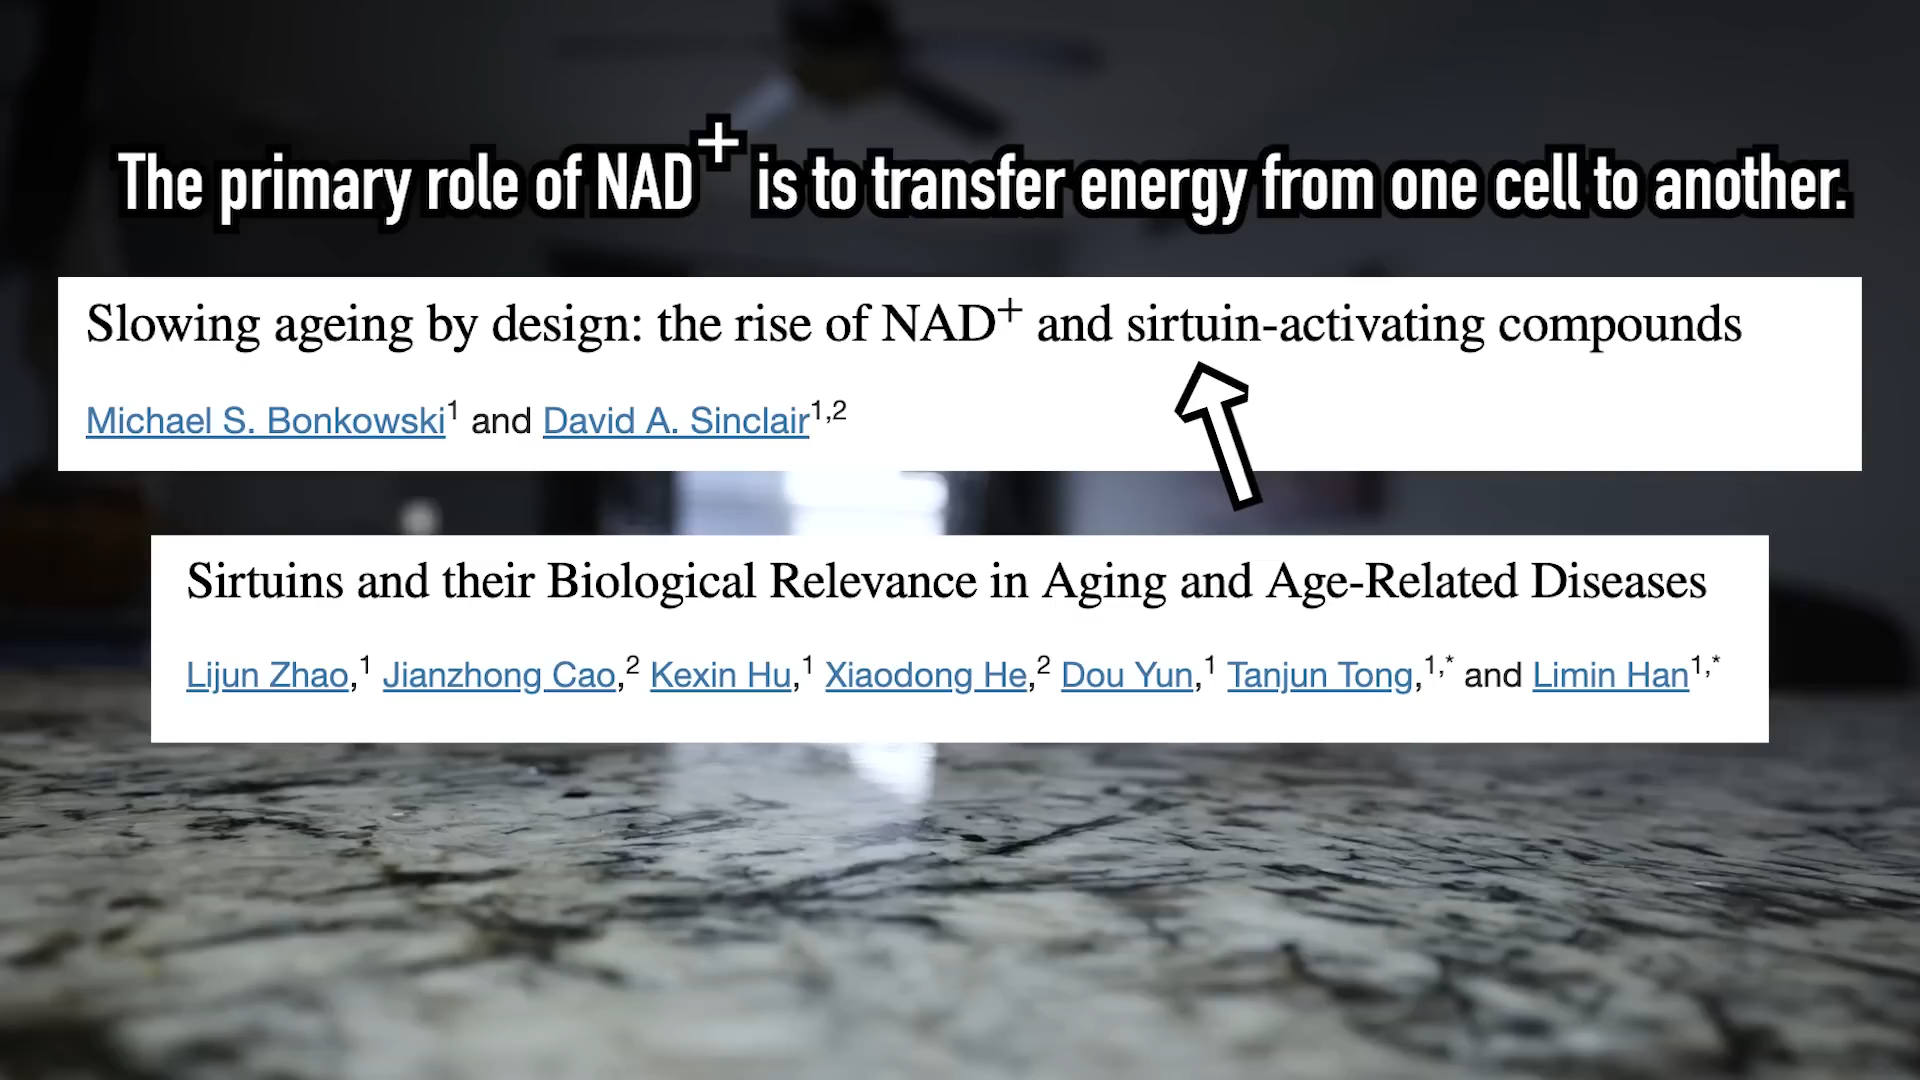 The primary role of NAD⁺ is to transfer energy from one cell to another.
Slowing ageing by design: the rise of NAD⁺ and sirtuin-activating compounds
Michael S. Bonkowski¹ and David A. Sinclair¹,²
Sirtuins and their Biological Relevance in Aging and Age-Related Diseases
Lijun Zhao,¹ Jianzhong Cao,² Kexin Hu,¹ Xiaodong He,² Dou Yun,¹ Tanjun Tong,¹,* and Limin Han¹,*